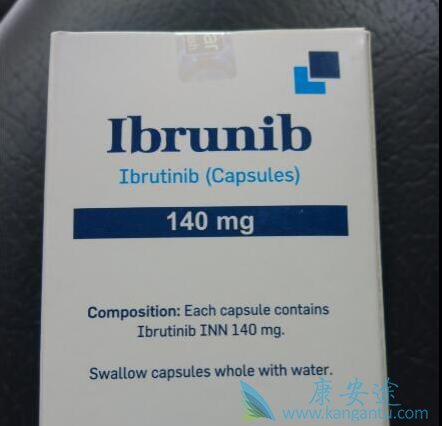 Ibrunib
Ibrutinib (Capsules)
140 mg
Composition: Each capsule contains
Ibrutinib INN 140 mg.
Swallow capsules whole with water.
康安途
www.kangantu.com